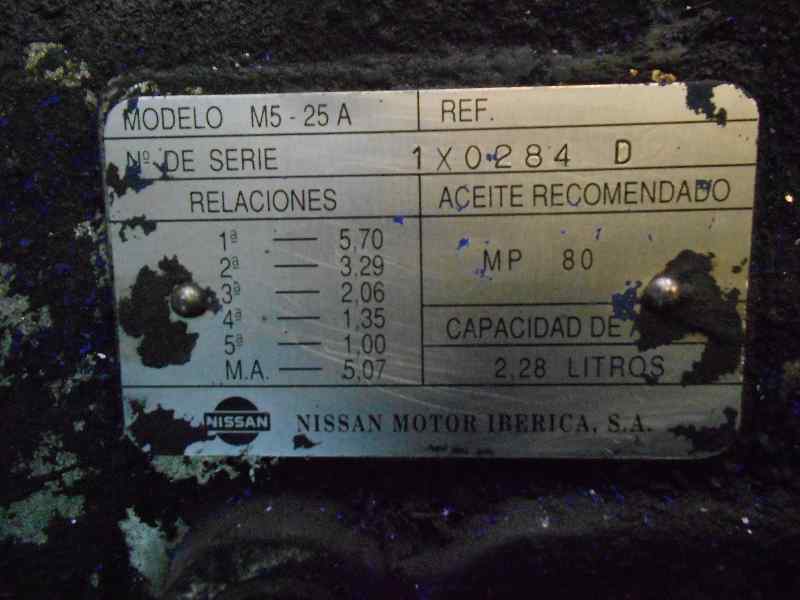 MODELO M5 - 25 A REF.
Nº DE SERIE 1X0284 D
RELACIONES ACEITE RECOMENDADO
1ª — 5,70
2ª — 3,29
MP 80
3ª — 2,06
4ª — 1,35
CAPACIDAD DE
5ª — 1,00
M.A. — 5,07
2,28 LITROS
NISSAN NISSAN MOTOR IBERICA, S.A.